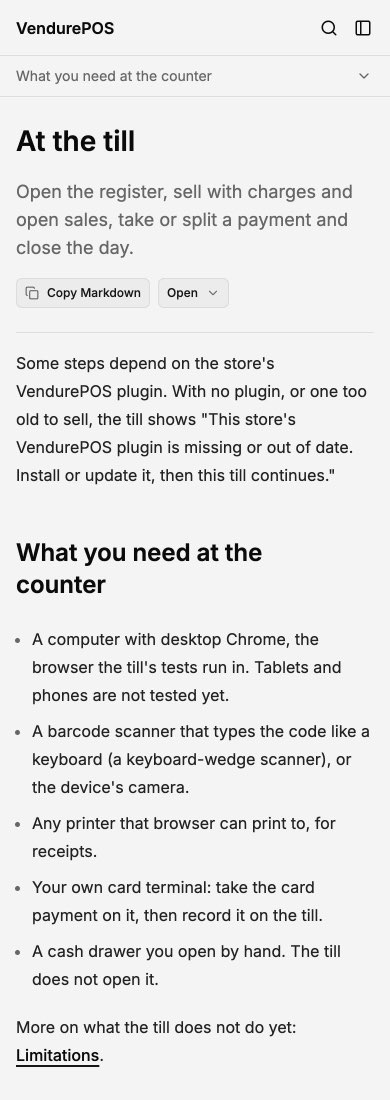 VendurePOS
What you need at the counter
At the till
Open the register, sell with charges and
open sales, take or split a payment and
close the day.
Copy Markdown
Open
Some steps depend on the store's
VendurePOS plugin. With no plugin, or one too
old to sell, the till shows "This store's
VendurePOS plugin is missing or out of date.
Install or update it, then this till continues."
What you need at the
counter
• A computer with desktop Chrome, the
browser the till's tests run in. Tablets and
phones are not tested yet.
• A barcode scanner that types the code like a
keyboard (a keyboard-wedge scanner), or
the device's camera.
• Any printer that browser can print to, for
receipts.
• Your own card terminal: take the card
payment on it, then record it on the till.
• A cash drawer you open by hand. The till
does not open it.
More on what the till does not do yet:
Limitations.